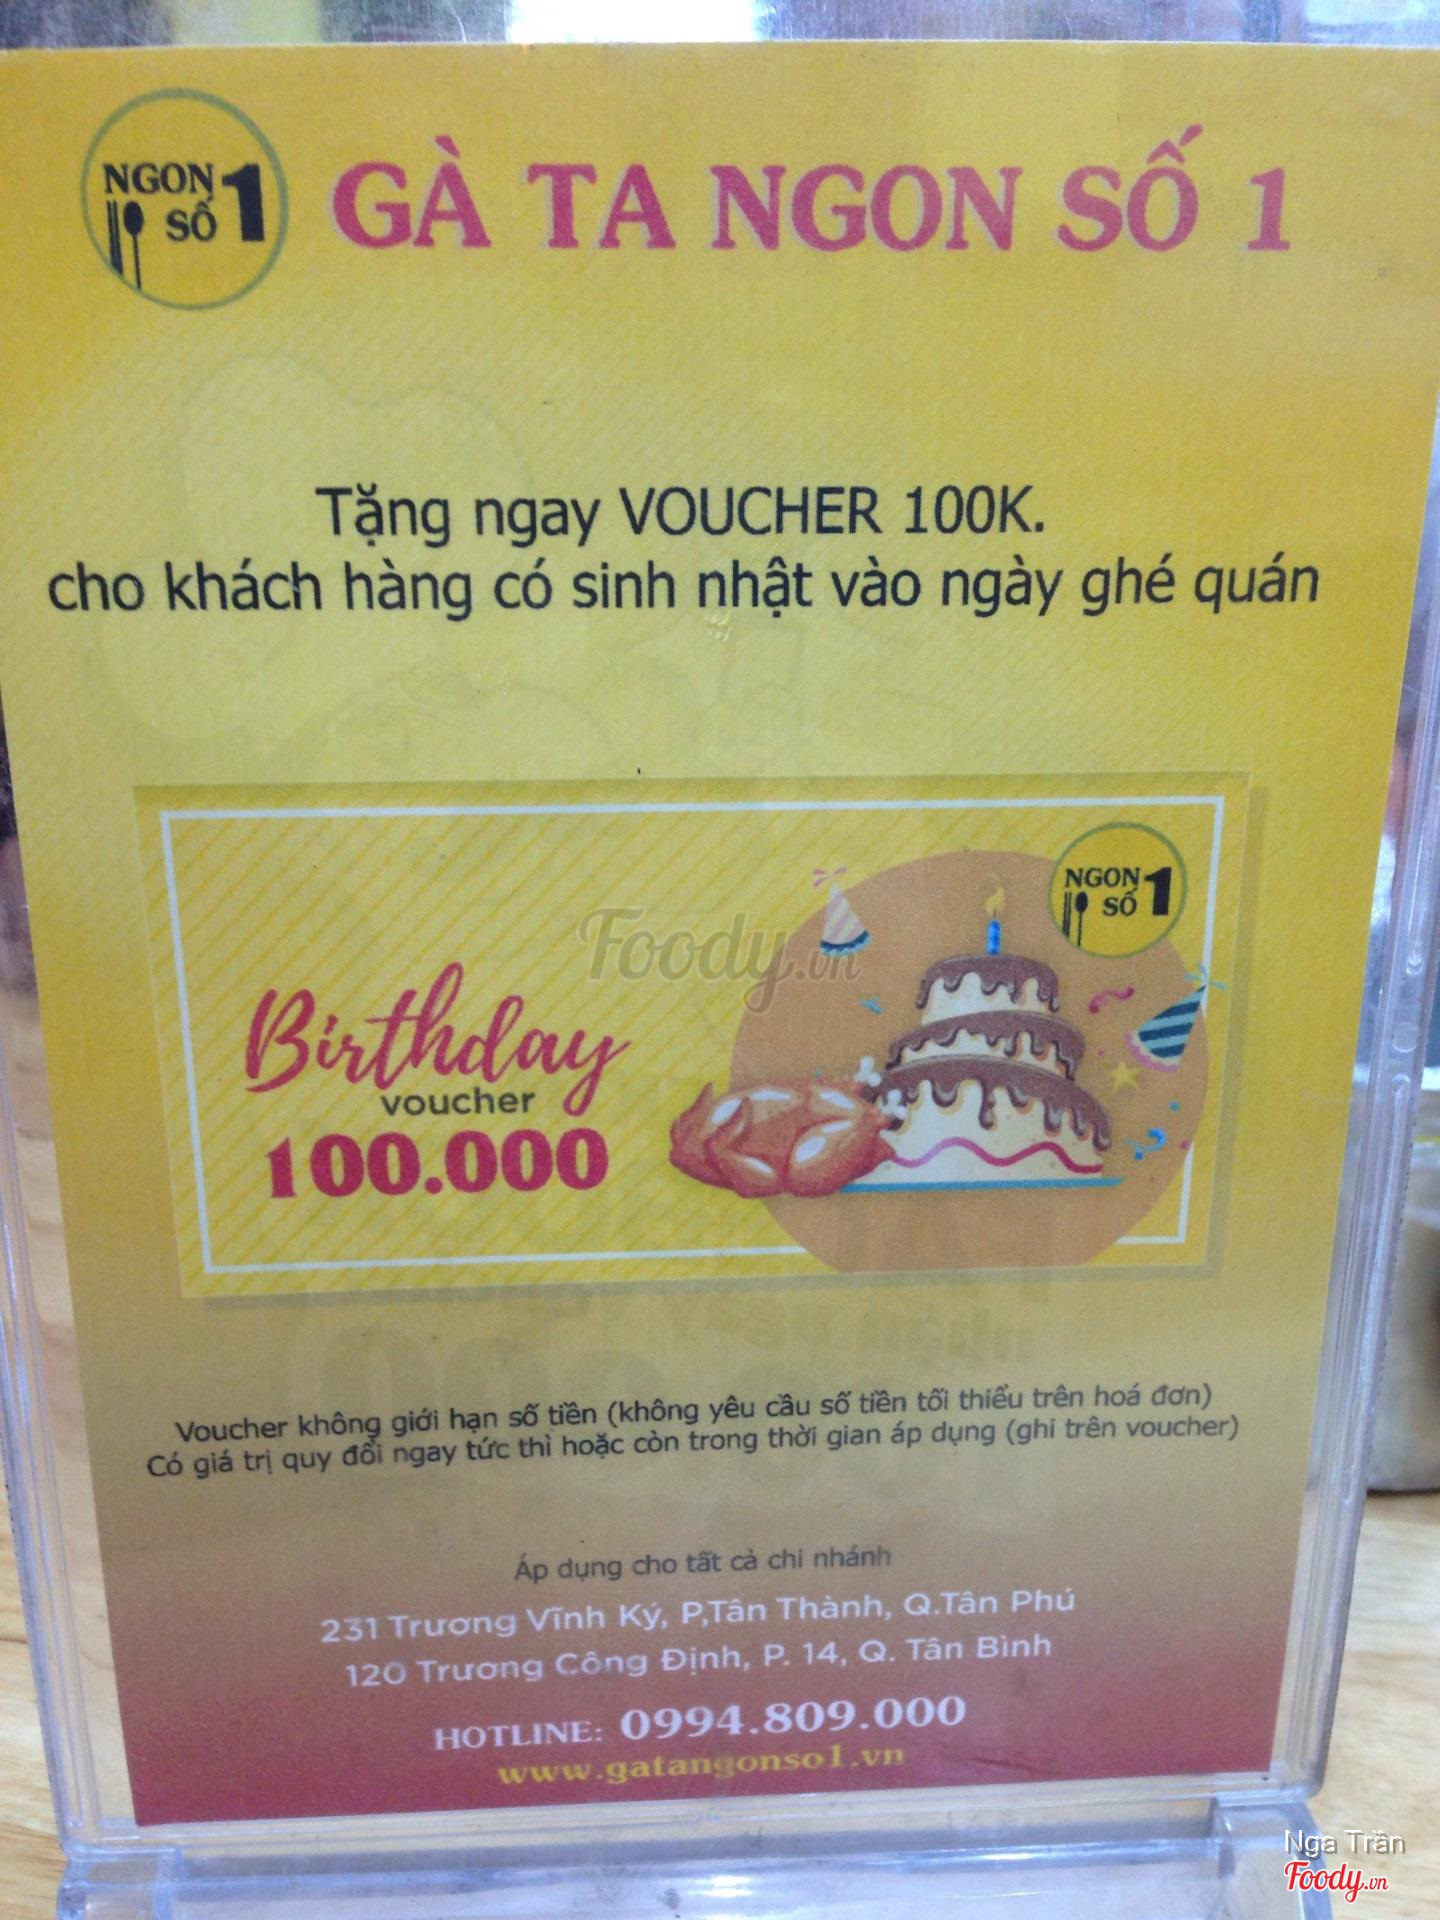 NGON
SỐ 1
GÀ TA NGON SỐ 1
Tặng ngay VOUCHER 100K.
cho khách hàng có sinh nhật vào ngày ghé quán
NGON
SỐ 1
Foody.vn
Birthday
voucher
100.000
Voucher không giới hạn số tiền (không yêu cầu số tiền tối thiểu trên hoá đơn)
Có giá trị quy đổi ngay tức thì hoặc còn trong thời gian áp dụng (ghi trên voucher)
Áp dụng cho tất cả chi nhánh
231 Trương Vĩnh Ký, P,Tân Thành, Q.Tân Phú
120 Trương Công Định, P. 14, Q. Tân Bình
HOTLINE: 0994.809.000
www.gatangonso1.vn
Nga Trần
Foody.vn